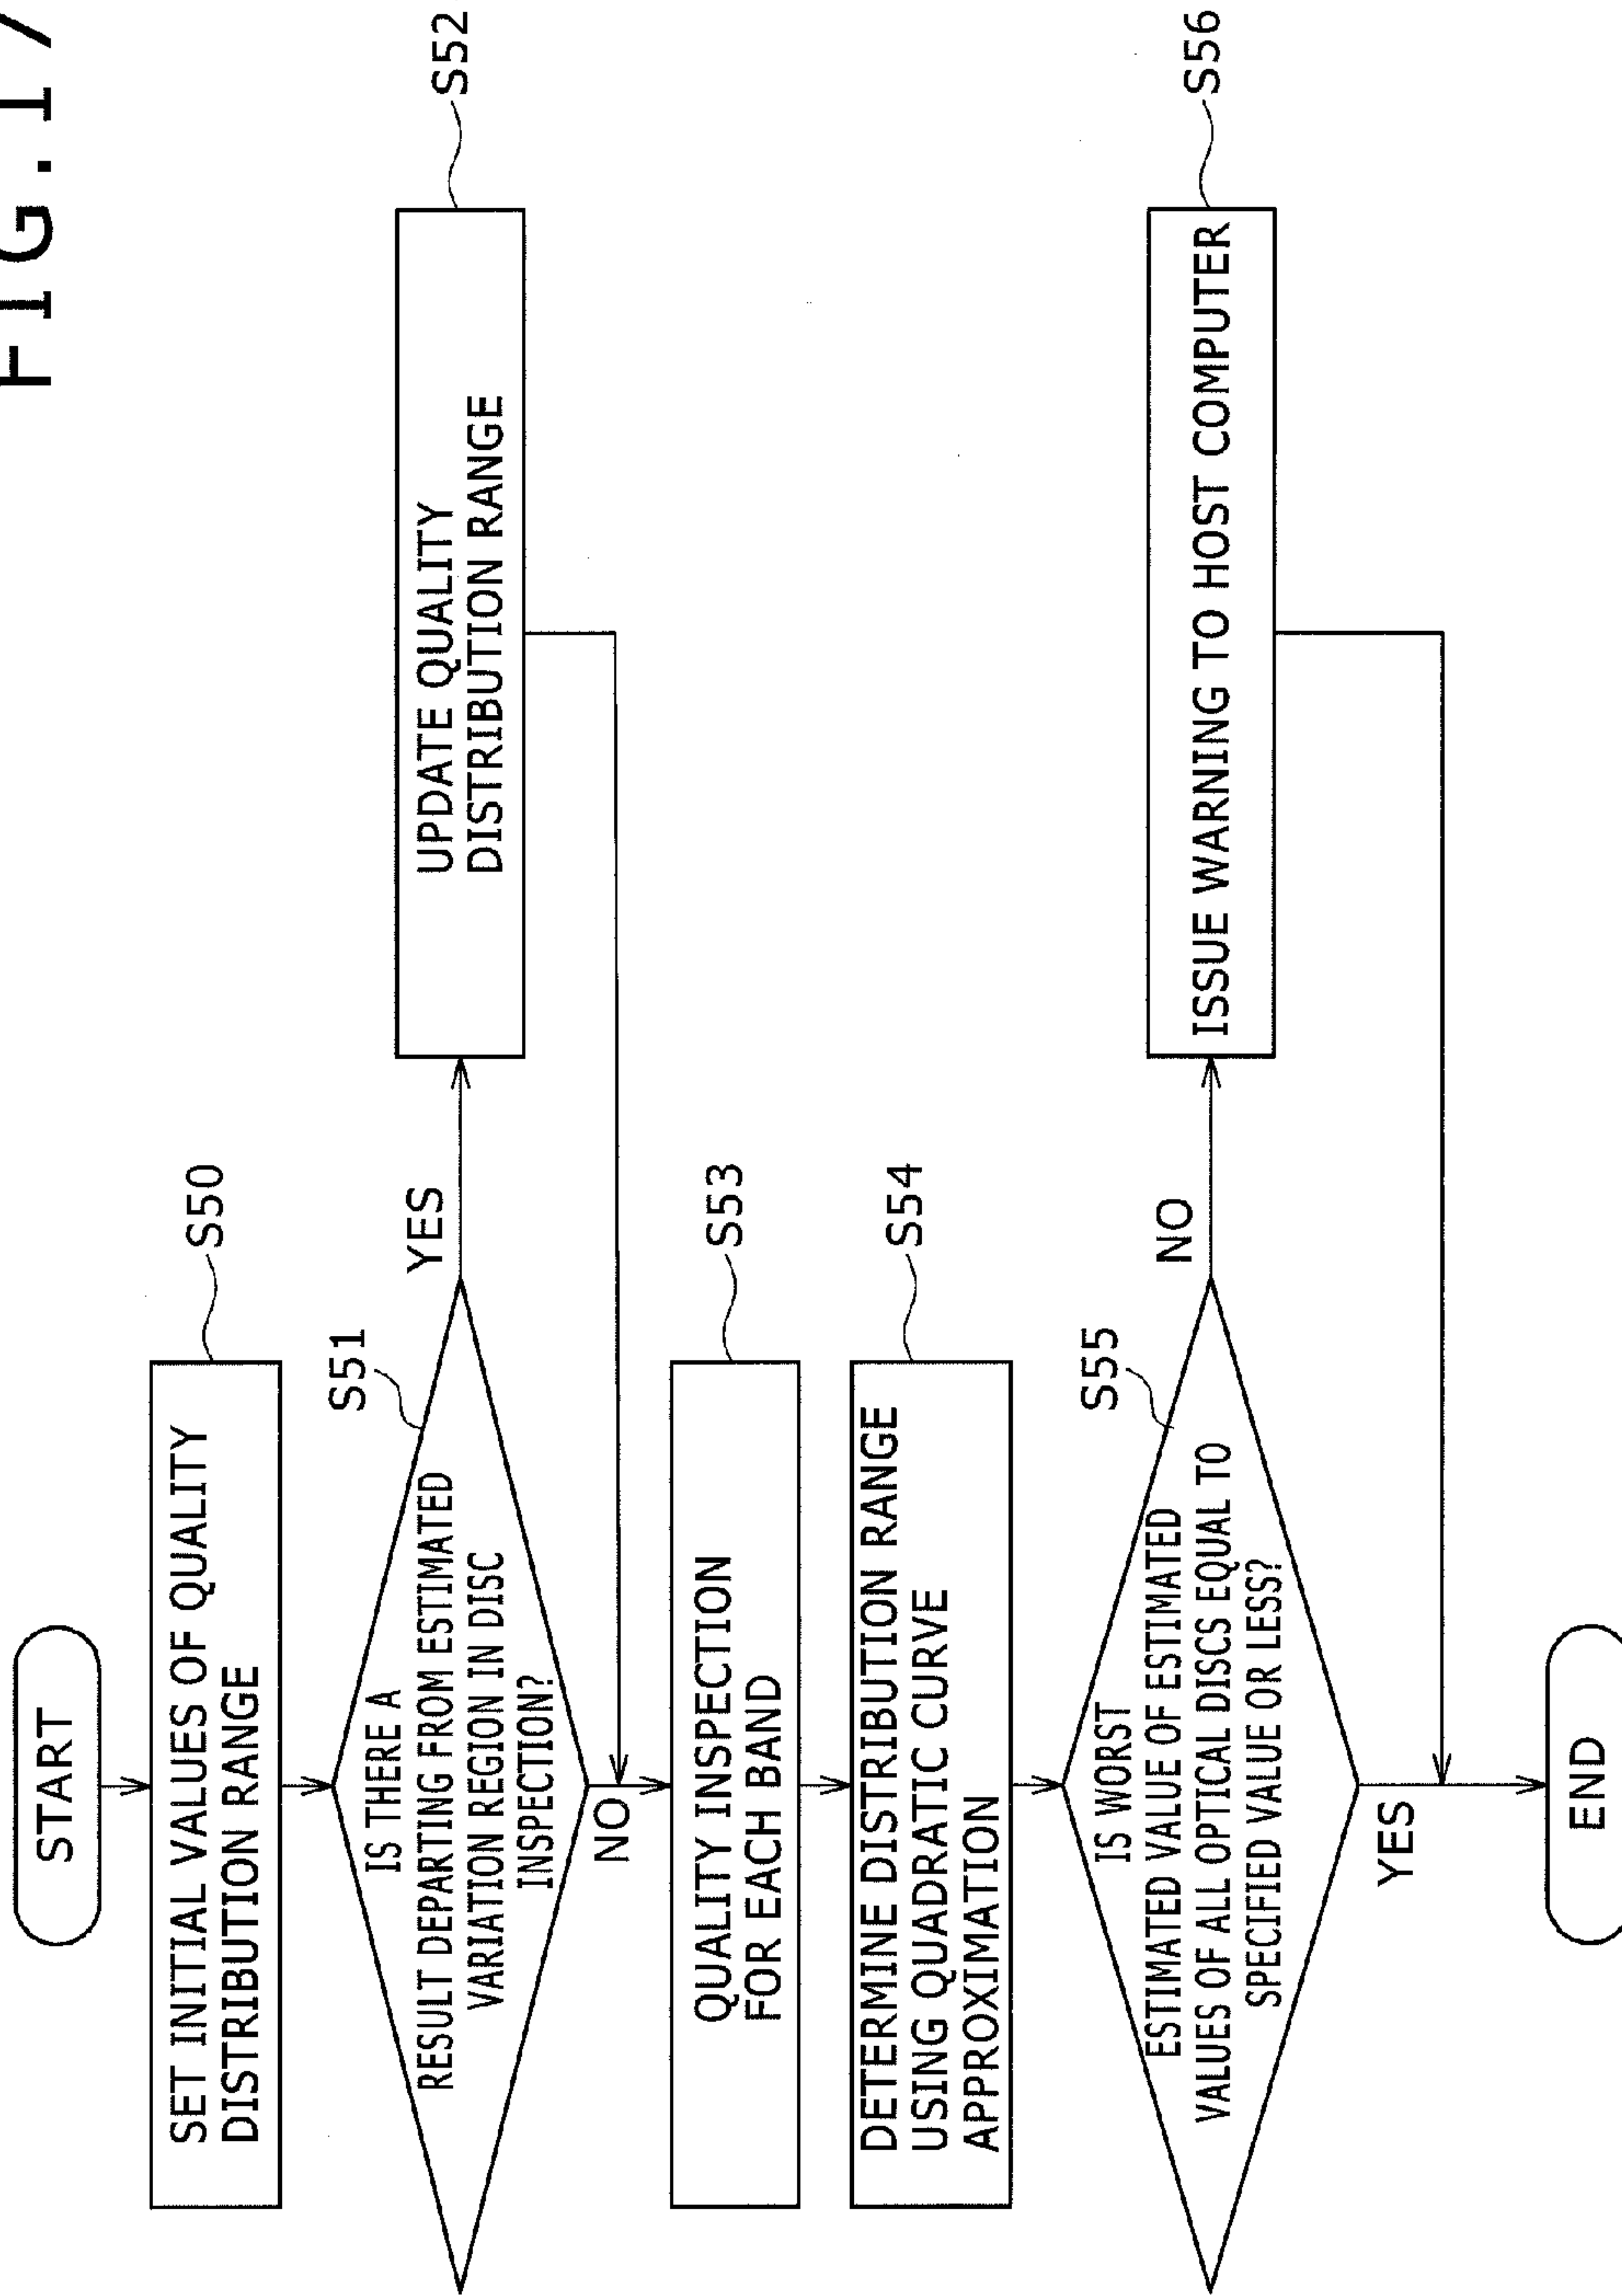 FIG.17
START
SET INITIAL VALUES OF QUALITY
DISTRIBUTION RANGE
S50
IS THERE A
RESULT DEPARTING FROM ESTIMATED
VARIATION REGION IN DISC
INSPECTION?
S51
YES
UPDATE QUALITY
DISTRIBUTION RANGE
S52
NO
QUALITY INSPECTION
FOR EACH BAND
S53
DETERMINE DISTRIBUTION RANGE
USING QUADRATIC CURVE
APPROXIMATION
S54
IS WORST
ESTIMATED VALUE OF ESTIMATED
VALUES OF ALL OPTICAL DISCS EQUAL TO
SPECIFIED VALUE OR LESS?
S55
NO
ISSUE WARNING TO HOST COMPUTER
S56
YES
END